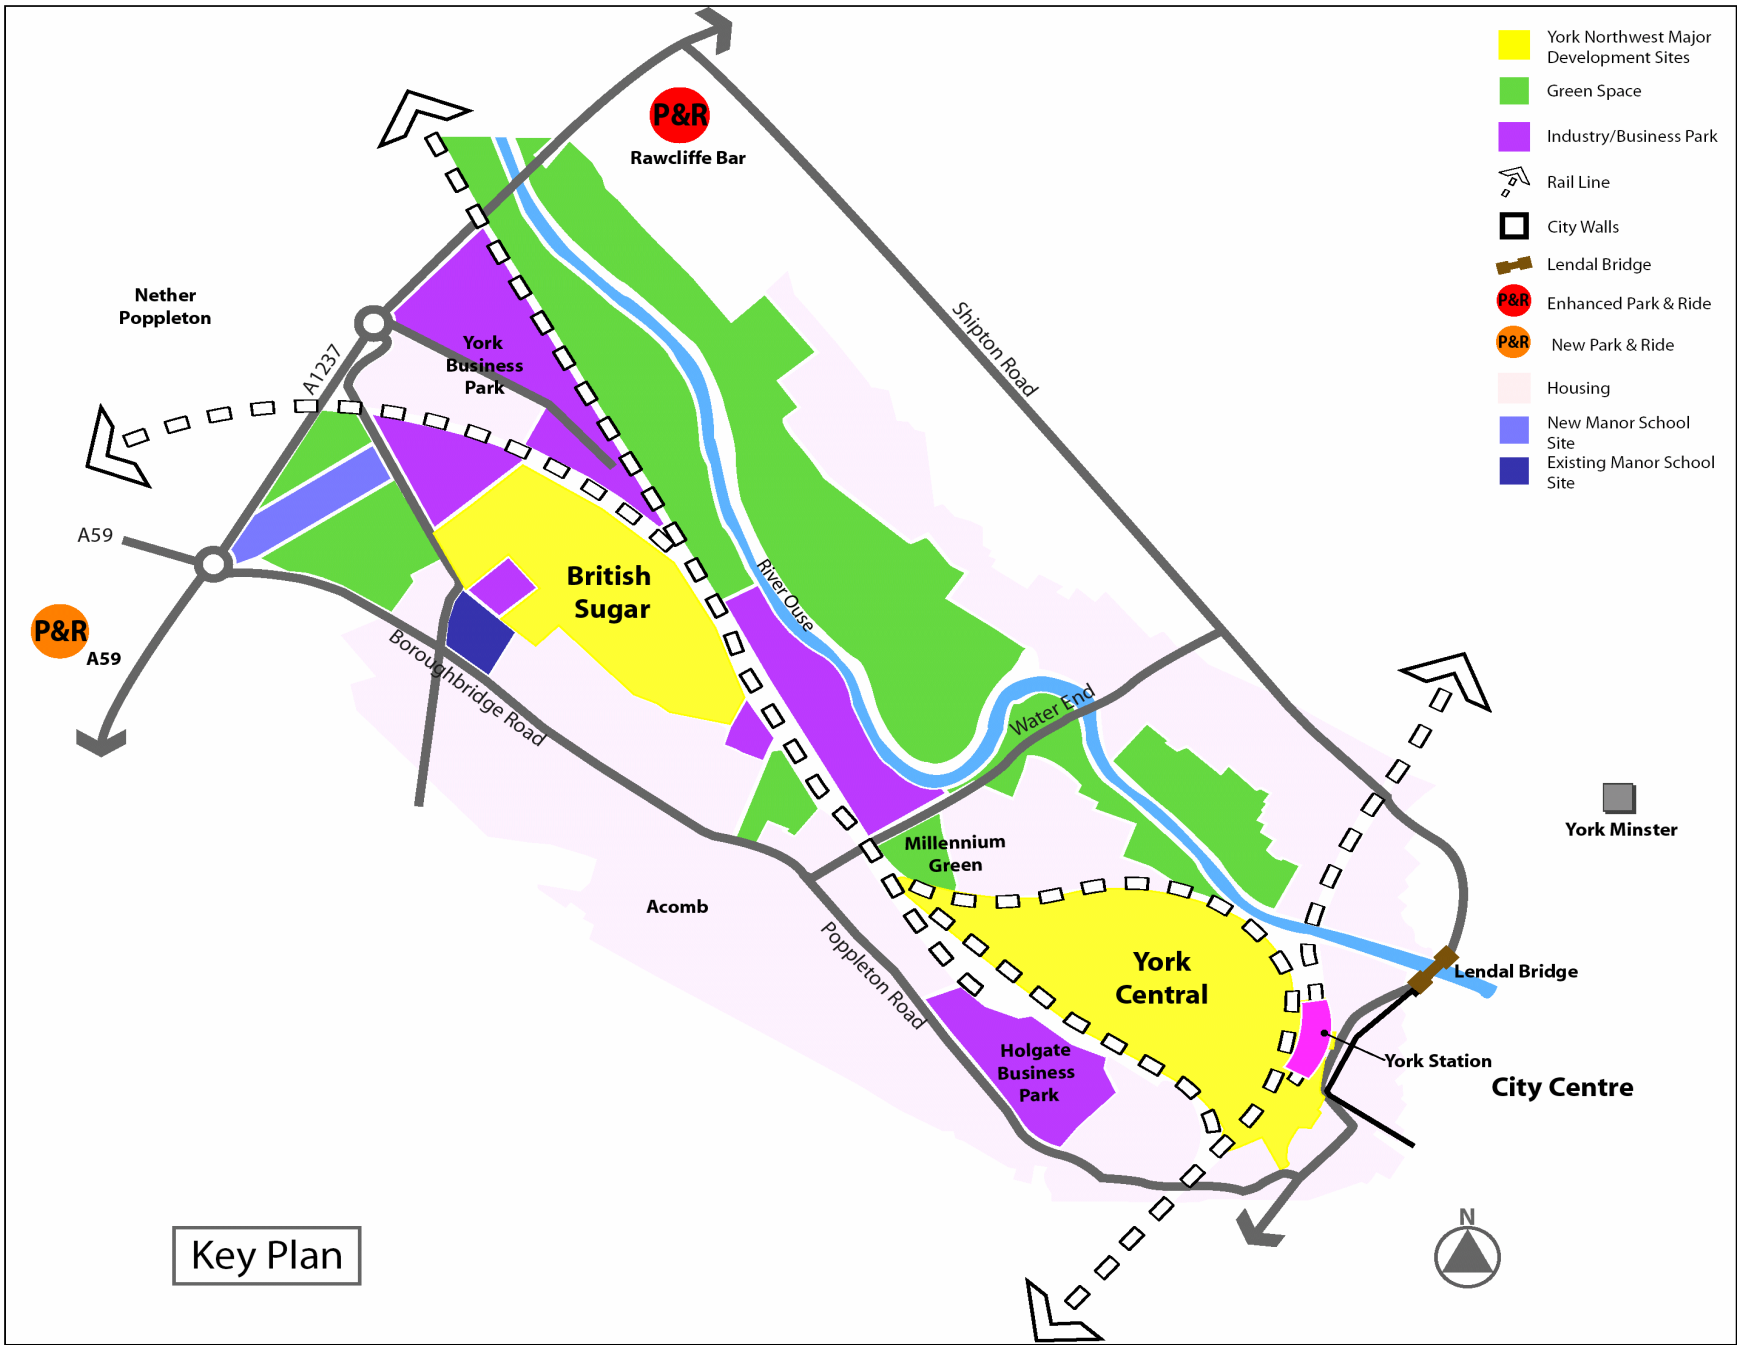 York Northwest Major
Development Sites
Green Space
Industry/Business Park
Rail Line
City Walls
Lendal Bridge
P&R
Enhanced Park & Ride
P&R
New Park & Ride
Housing
New Manor School
Site
Existing Manor School
Site
P&R
Rawcliffe Bar
Nether
Poppleton
A1237
York
Business
Park
Shipton Road
A59
P&R
A59
British
Sugar
River Ouse
Boroughbridge Road
Water End
York Minster
Millennium
Green
Acomb
Poppleton Road
York
Central
Lendal Bridge
Holgate
Business
Park
York Station
City Centre
Key Plan
N